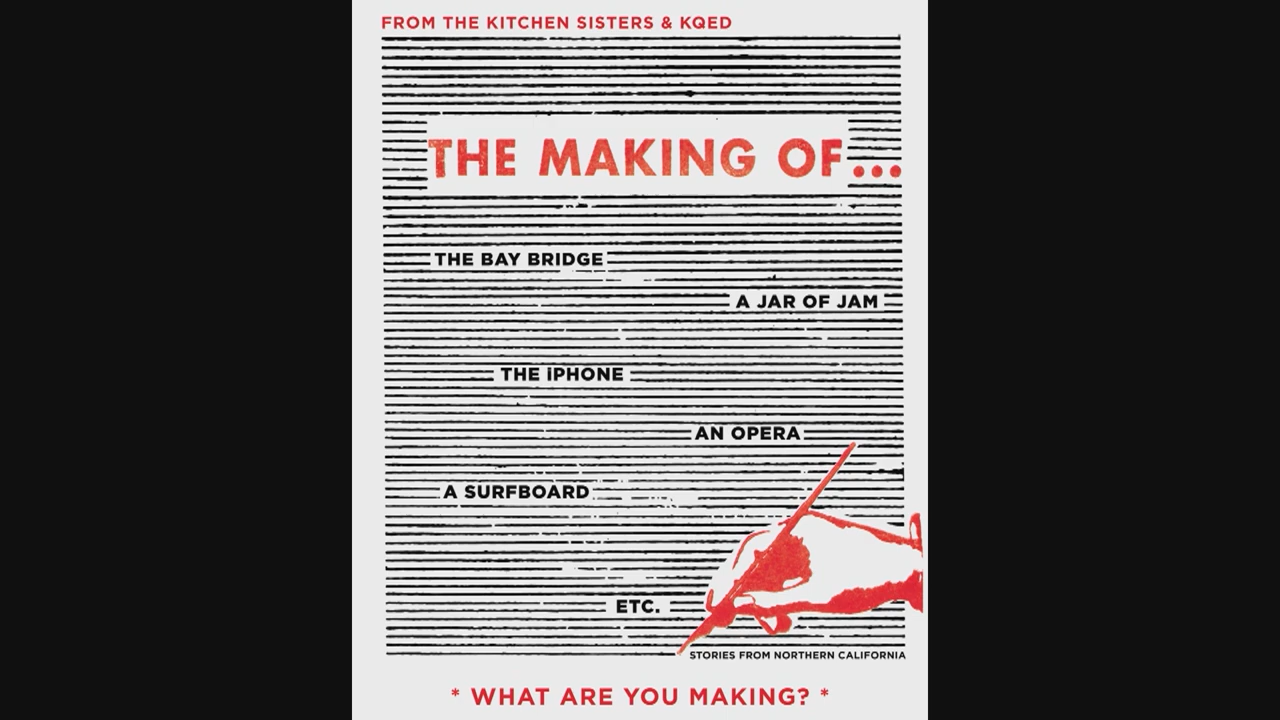 FROM THE KITCHEN SISTERS & KQED
THE MAKING OF...
THE BAY BRIDGE
A JAR OF JAM
THE iPHONE
AN OPERA
A SURFBOARD
ETC.
STORIES FROM NORTHERN CALIFORNIA
* WHAT ARE YOU MAKING? *